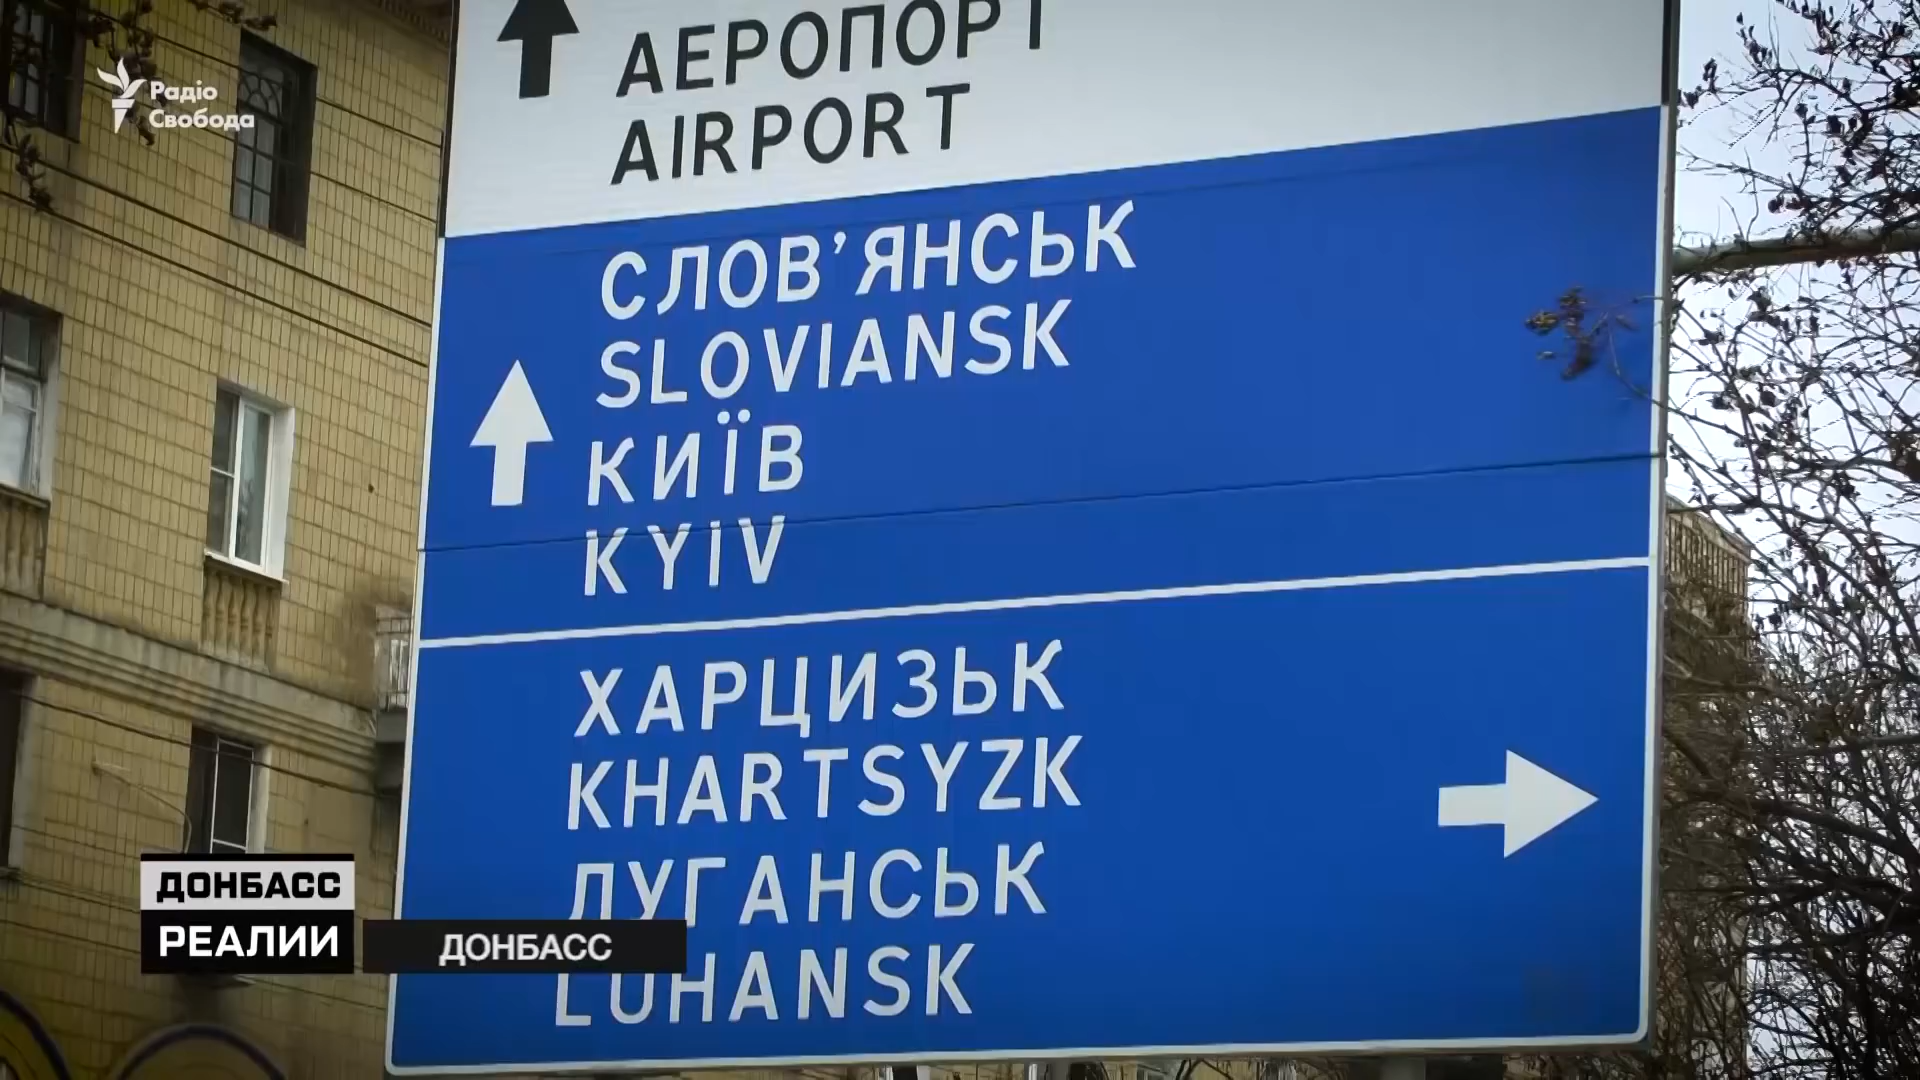 АЕРОПОРТ
AIRPORT
Радіо
Свобода
СЛОВ'ЯНСЬК
SLOVIANSK
КИЇВ
KYIV
ХАРЦИЗЬК
KHARTSYZK
ЛУГАНСЬК
LUHANSK
ДОНБАСС
РЕАЛИИ
ДОНБАСС